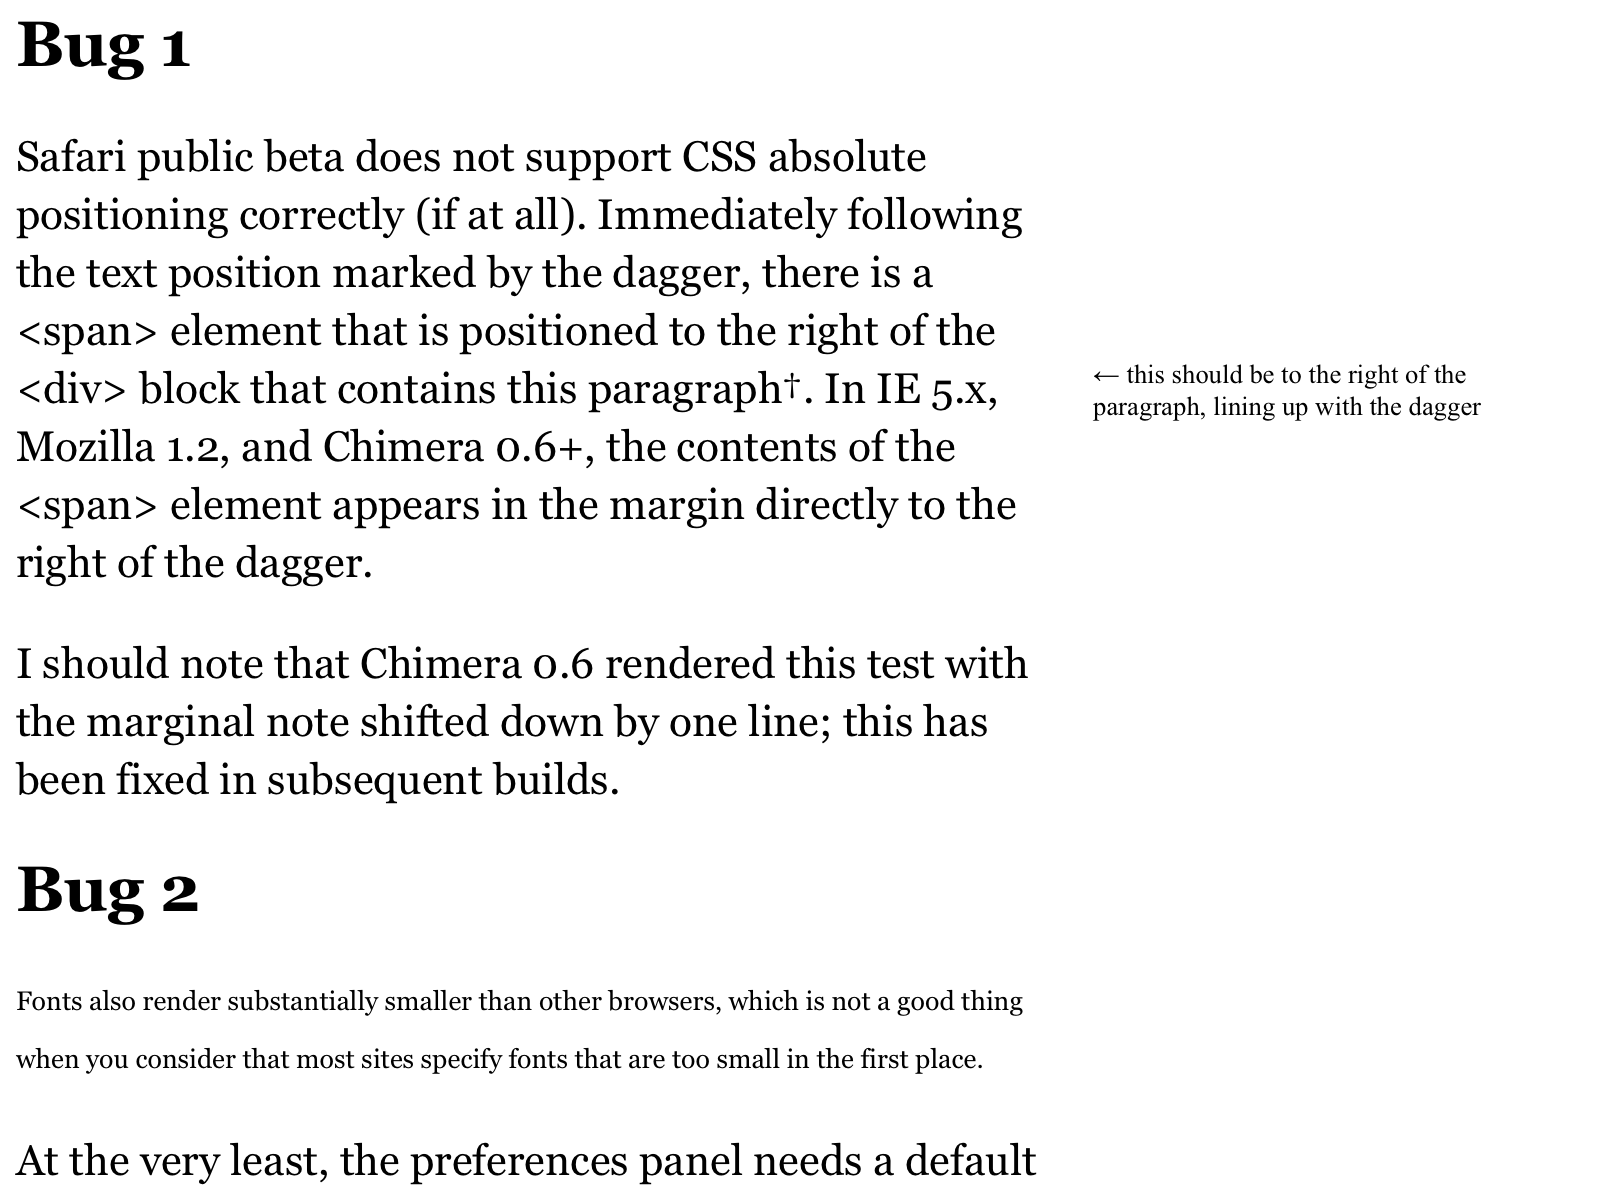 Bug 1
Safari public beta does not support CSS absolute
positioning correctly (if at all). Immediately following
the text position marked by the dagger, there is a
<span> element that is positioned to the right of the
<div> block that contains this paragraph†. In IE 5.x,
← this should be to the right of the
paragraph, lining up with the dagger
Mozilla 1.2, and Chimera 0.6+, the contents of the
<span> element appears in the margin directly to the
right of the dagger.
I should note that Chimera 0.6 rendered this test with
the marginal note shifted down by one line; this has
been fixed in subsequent builds.
Bug 2
Fonts also render substantially smaller than other browsers, which is not a good thing
when you consider that most sites specify fonts that are too small in the first place.
At the very least, the preferences panel needs a default